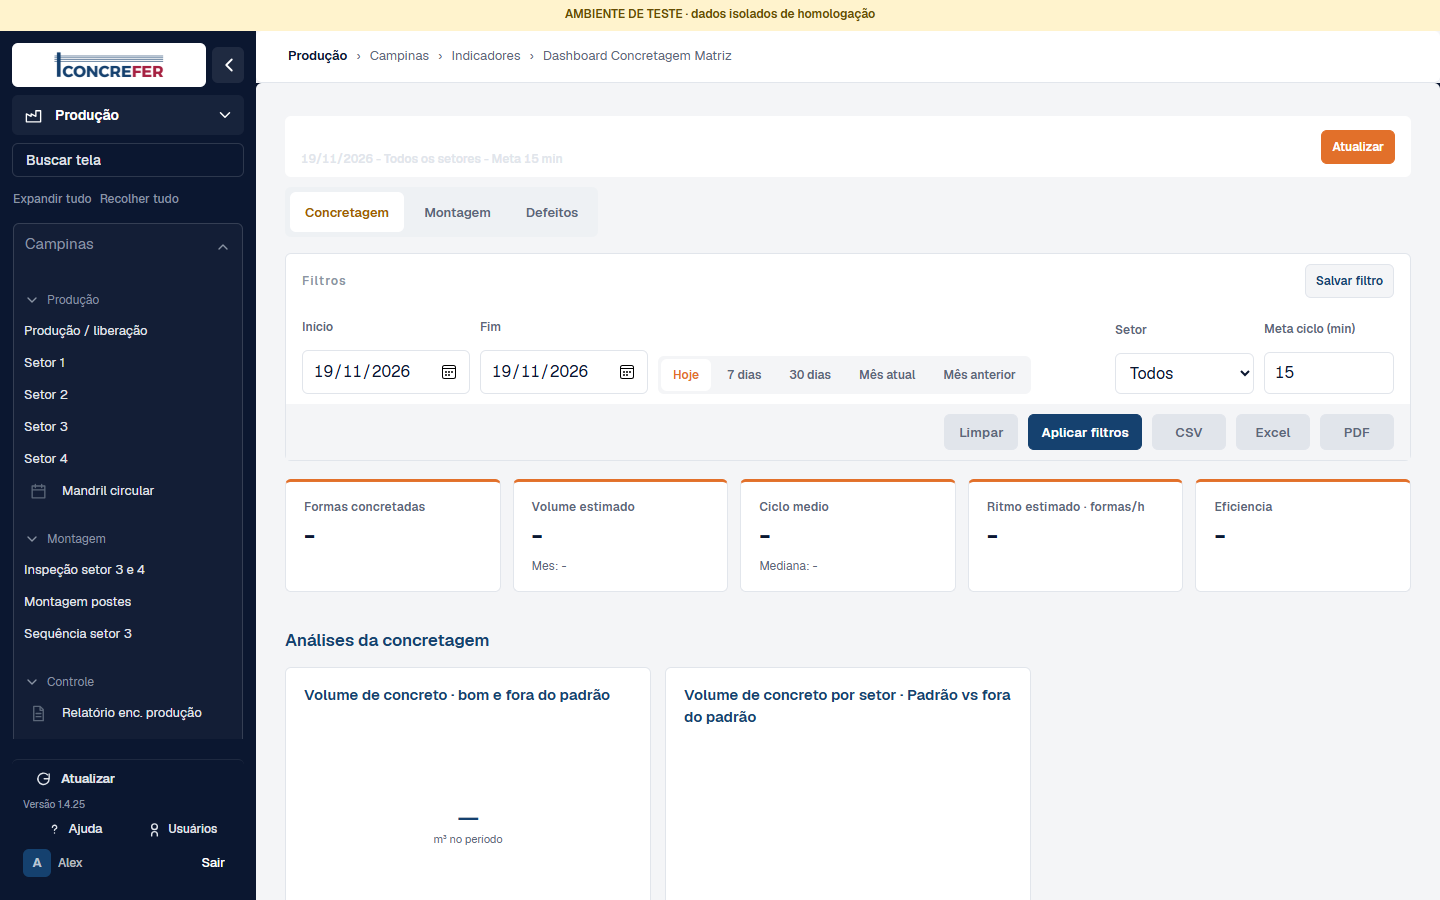 AMBIENTE DE TESTE · dados isolados de homologação
CONCREFER
Produção
Buscar tela
Expandir tudo Recolher tudo
Campinas
Produção
Produção / liberação
Setor 1
Setor 2
Setor 3
Setor 4
Mandril circular
Montagem
Inspeção setor 3 e 4
Montagem postes
Sequência setor 3
Controle
Relatório enc. produção
Atualizar
Versão 1.4.25
? Ajuda Usuários
A Alex Sair
Produção › Campinas › Indicadores › Dashboard Concretagem Matriz
19/11/2026 - Todos os setores - Meta 15 min
Atualizar
Concretagem Montagem Defeitos
Filtros
Salvar filtro
Início Fim Setor Meta ciclo (min)
19/11/2026 19/11/2026 Hoje 7 dias 30 dias Mês atual Mês anterior Todos 15
Limpar Aplicar filtros CSV Excel PDF
Formas concretadas
–
Volume estimado
–
Mes: -
Ciclo medio
–
Mediana: -
Ritmo estimado · formas/h
–
Eficiencia
–
Análises da concretagem
Volume de concreto · bom e fora do padrão
—
m³ no periodo
Volume de concreto por setor · Padrão vs fora
do padrão